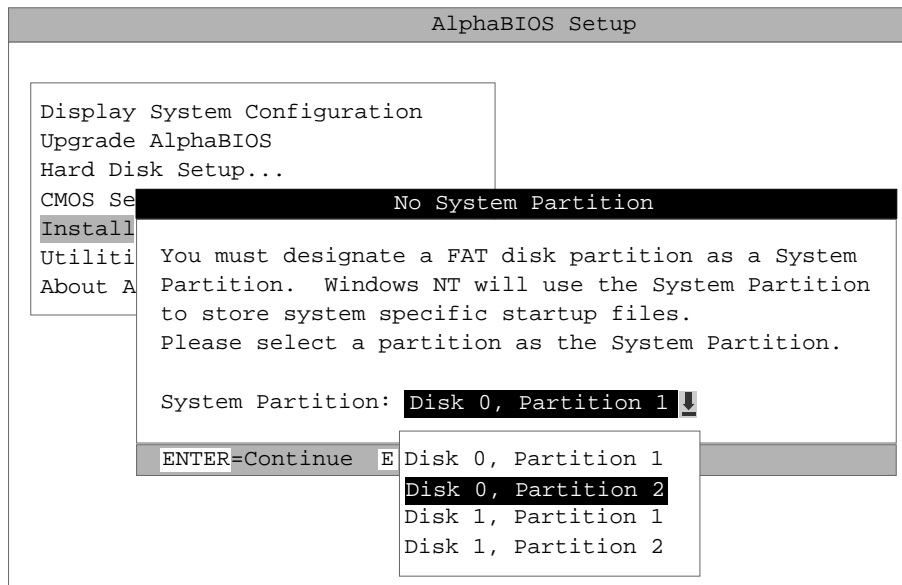 AlphaBIOS Setup
Display System Configuration
Upgrade AlphaBIOS
Hard Disk Setup...
CMOS Se
Install
Utiliti
About A
No System Partition
You must designate a FAT disk partition as a System
Partition.  Windows NT will use the System Partition
to store system specific startup files.
Please select a partition as the System Partition.
System Partition: Disk 0, Partition 1
ENTER=Continue E
Disk 0, Partition 1
Disk 0, Partition 2
Disk 1, Partition 1
Disk 1, Partition 2